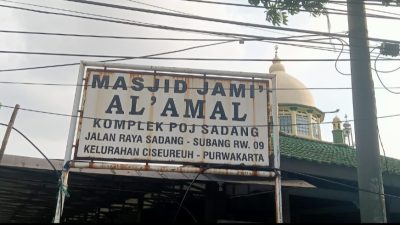 MASJID JAMI'
AL'AMAL
KOMPLEK POJ SADANG
JALAN RAYA SADANG - SUBANG RW. 09
KELURAHAN CISEUREUH - PURWAKARTA